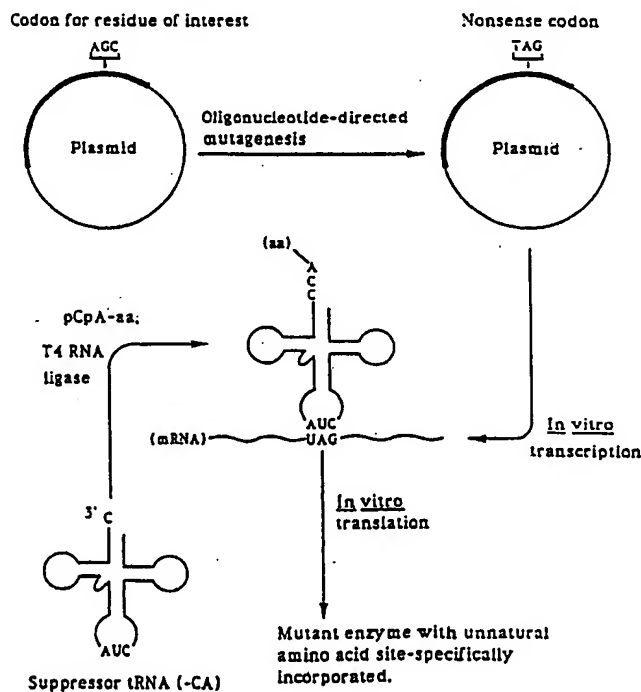 Codon for residue of interest
AGC
Plasmid
Oligonucleotide-directed
mutagenesis
Nonsense codon
TAG
Plasmid
(aa)
A
C
C
pCpA-aa;
T4 RNA
ligase
AUC
(mRNA)
UAG
In vitro
transcription
In vitro
translation
3' C
AUC
Suppressor tRNA (-CA)
Mutant enzyme with unnatural
amino acid site-specifically
incorporated.